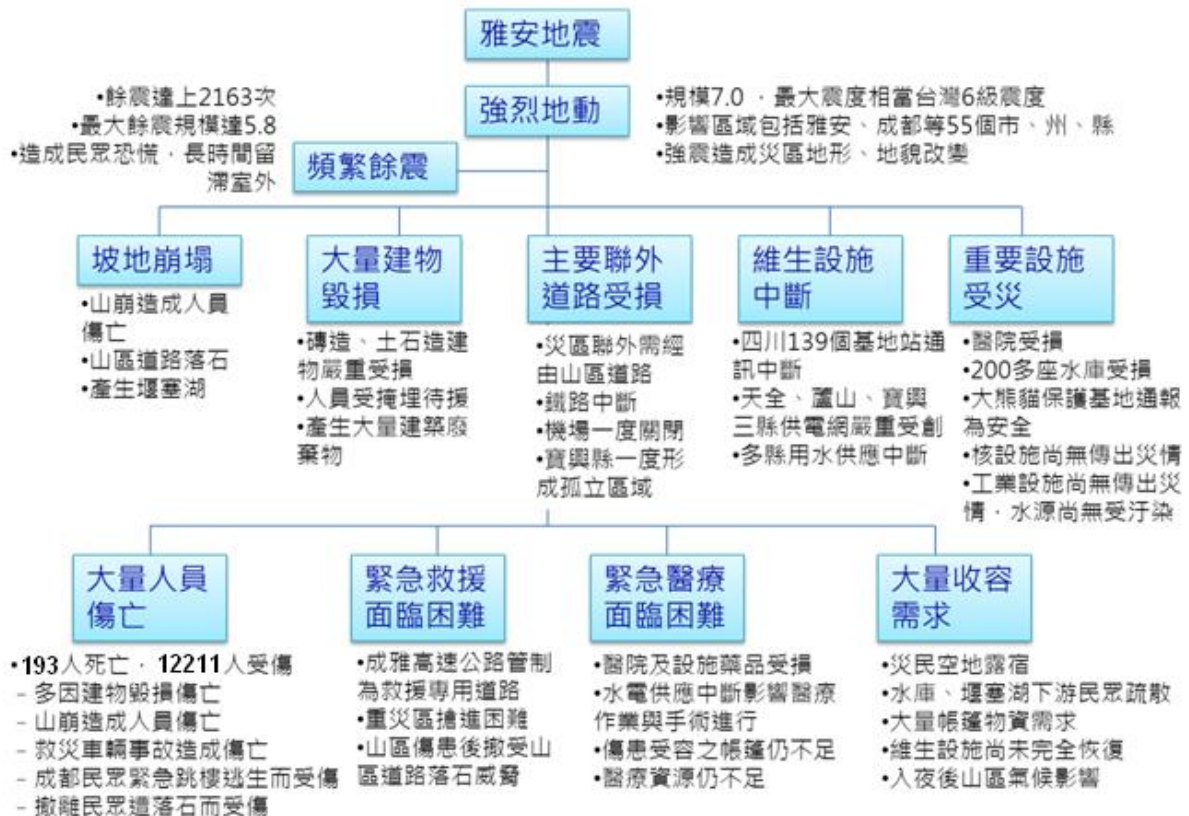 雅安地震
強烈地動
•餘震達上2163次
•最大餘震規模達5.8
•造成民眾恐慌，長時間留
滯室外
•規模7.0 ，最大震度相當台灣6級震度
•影響區域包括雅安、成都等55個市、州、縣
•強震造成災區地形、地貌改變
頻繁餘震
坡地崩塌
•山崩造成人員
傷亡
•山區道路落石
•產生堰塞湖
大量建物
毀損
•磚造、土石造建
物嚴重受損
•人員受掩埋待援
•產生大量建築廢
棄物
主要聯外
道路受損
•災區聯外需經
由山區道路
•鐵路中斷
•機場一度關閉
•寶興縣一度形
成孤立區域
維生設施
中斷
•四川139個基地站通
訊中斷
•天全、蘆山、寶興
三縣供電網嚴重受創
•多縣用水供應中斷
重要設施
受災
•醫院受損
•200多座水庫受損
•大熊貓保護基地通報
為安全
•核設施尚無傳出災情
•工業設施尚無傳出災
情，水源尚無受汙染
大量人員
傷亡
•193人死亡，12211人受傷
－多因建物毀損傷亡
－山崩造成人員傷亡
－救災車輛事故造成傷亡
－成都民眾緊急跳樓逃生而受傷
－撤離民眾遭落石而受傷
緊急救援
面臨困難
•成雅高速公路管制
為救援專用道路
•重災區搶進困難
•山區傷患後撤受山
區道路落石威脅
緊急醫療
面臨困難
•醫院及設施藥品受損
•水電供應中斷影響醫療
作業與手術進行
•傷患受容之帳篷仍不足
•醫療資源仍不足
大量收容
需求
•災民空地露宿
•水庫、堰塞湖下游民眾疏散
•大量帳篷物資需求
•維生設施尚未完全恢復
•入夜後山區氣候影響